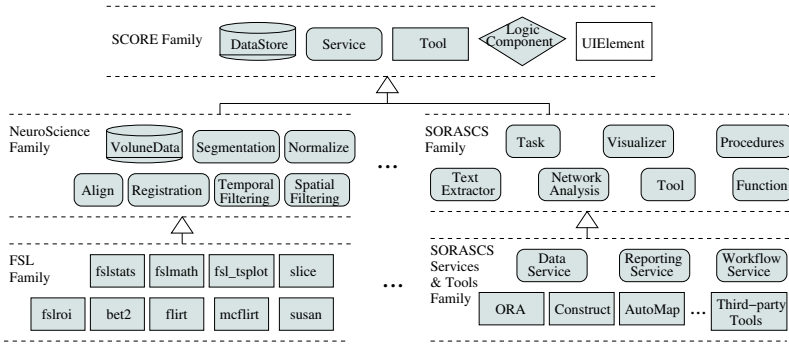 SCORE Family
DataStore
Service
Tool
Logic
Component
UIElement
NeuroScience
Family
VoluneData
Segmentation
Normalize
Align
Registration
Temporal
Filtering
Spatial
Filtering
...
SORASCS
Family
Task
Visualizer
Procedures
Text
Extractor
Network
Analysis
Tool
Function
FSL
Family
fslstats
fslmath
fsl_tsplot
slice
fslroi
bet2
flirt
mcflirt
susan
...
SORASCS
Services
& Tools
Family
Data
Service
Reporting
Service
Workflow
Service
ORA
Construct
AutoMap
...
Third-party
Tools